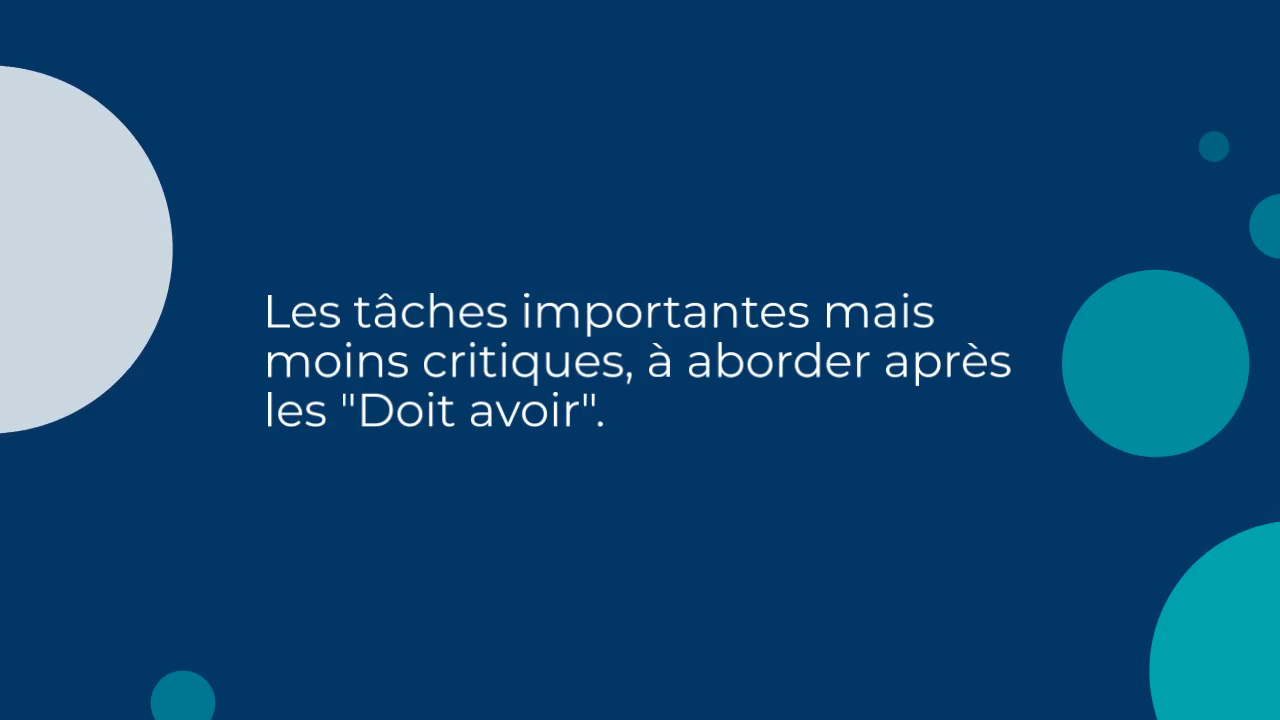 Les tâches importantes mais
moins critiques, à aborder après
les "Doit avoir".